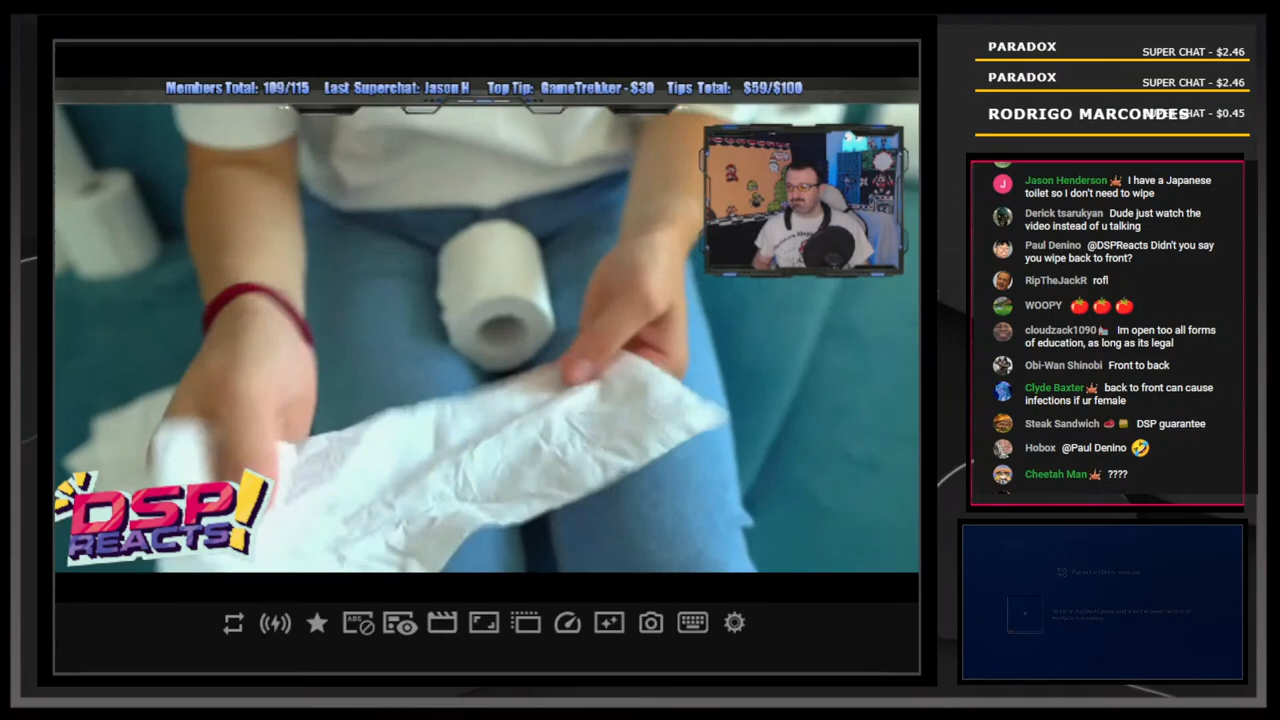 Members Total: 109/115 Last Superchat: Jason H Top Tip: GameTrekker - $30 Tips Total: $59/$100
PARADOX SUPER CHAT - $2.46
PARADOX SUPER CHAT - $2.46
RODRIGO MARCONDES CHAT - $0.45
J Jason Henderson I have a Japanese
toilet so I don't need to wipe
Derick tsarukyan Dude just watch the
video instead of u talking
Paul Denino @DSPReacts Didn't you say
you wipe back to front?
RipTheJackR rofl
WOOPY
cloudzack1090 Im open too all forms
of education, as long as its legal
Obi-Wan Shinobi Front to back
Clyde Baxter back to front can cause
infections if ur female
Steak Sandwich DSP guarantee
Hobox @Paul Denino
Cheetah Man ????
DSP!
REACTS
ADS